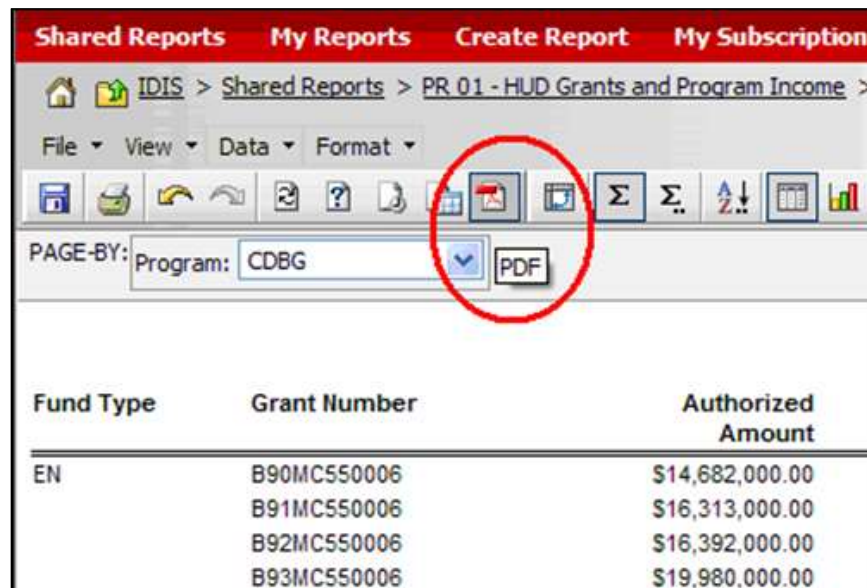 Shared Reports My Reports Create Report My Subscription
IDIS > Shared Reports > PR 01 - HUD Grants and Program Income >
File View Data Format
PAGE-BY: Program: CDBG
PDF
Fund Type Grant Number Authorized
Amount
EN B90MC550006 $14,682,000.00
B91MC550006 $16,313,000.00
B92MC550006 $16,392,000.00
B93MC550006 $19,980,000.00